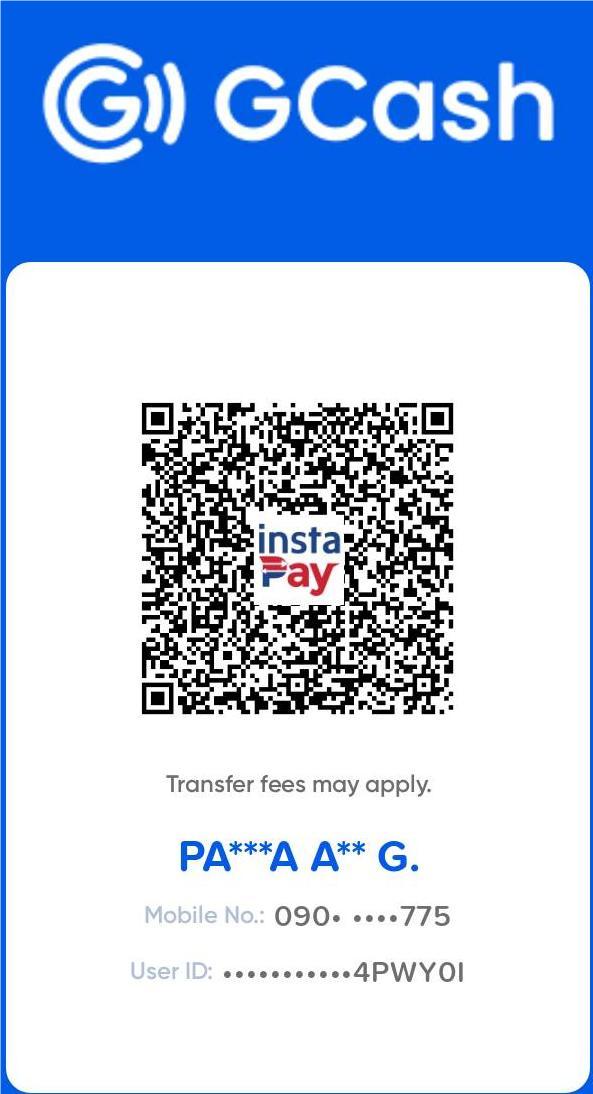 GCash
insta
Pay
Transfer fees may apply.
PA***A A** G.
Mobile No.: 090• ••••775
User ID: •••••••••••4PWY0I